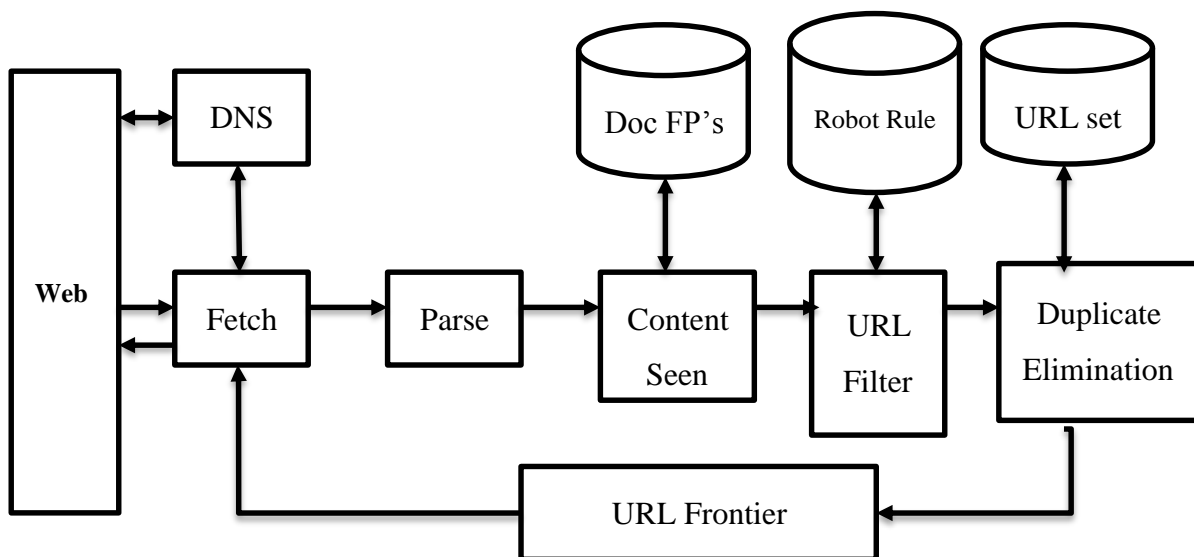 DNS
Doc FP’s
Robot Rule
URL set
Web
Fetch
Parse
Content
Seen
URL
Filter
Duplicate
Elimination
URL Frontier